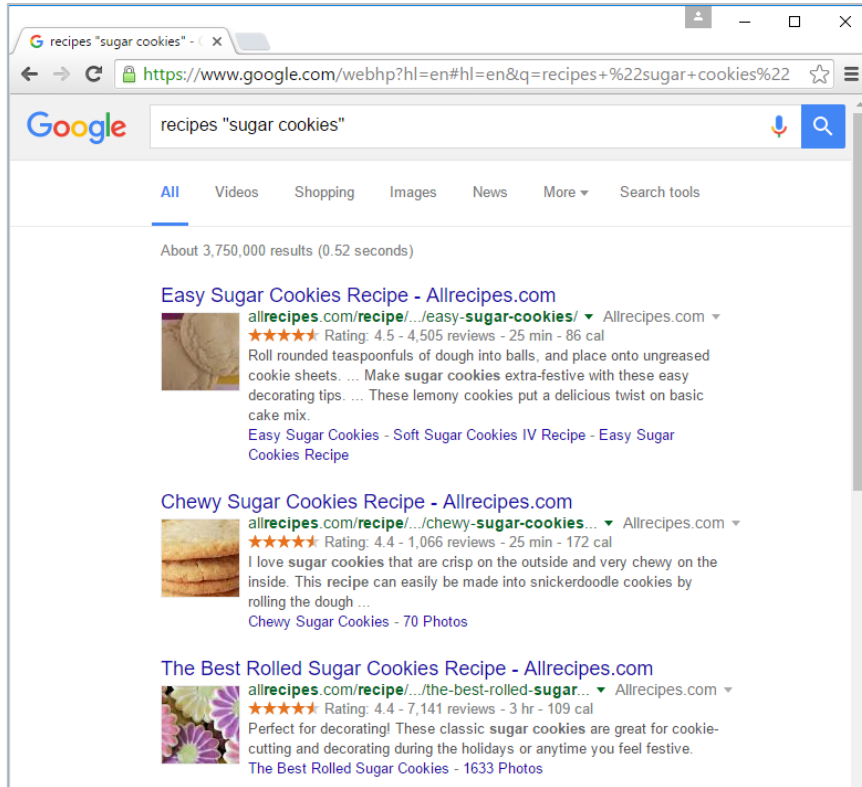 recipes "sugar cookies" - G
https://www.google.com/webhp?hl=en#hl=en&q=recipes+%22sugar+cookies%22
Google
recipes "sugar cookies"
All Videos Shopping Images News More Search tools
About 3,750,000 results (0.52 seconds)
Easy Sugar Cookies Recipe - Allrecipes.com
allrecipes.com/recipe/.../easy-sugar-cookies/ Allrecipes.com
Rating: 4.5 - 4,505 reviews - 25 min - 86 cal
Roll rounded teaspoonfuls of dough into balls, and place onto ungreased
cookie sheets. ... Make sugar cookies extra-festive with these easy
decorating tips. ... These lemony cookies put a delicious twist on basic
cake mix.
Easy Sugar Cookies - Soft Sugar Cookies IV Recipe - Easy Sugar
Cookies Recipe
Chewy Sugar Cookies Recipe - Allrecipes.com
allrecipes.com/recipe/.../chewy-sugar-cookies... Allrecipes.com
Rating: 4.4 - 1,066 reviews - 25 min - 172 cal
I love sugar cookies that are crisp on the outside and very chewy on the
inside. This recipe can easily be made into snickerdoodle cookies by
rolling the dough ...
Chewy Sugar Cookies - 70 Photos
The Best Rolled Sugar Cookies Recipe - Allrecipes.com
allrecipes.com/recipe/.../the-best-rolled-sugar... Allrecipes.com
Rating: 4.4 - 7,141 reviews - 3 hr - 109 cal
Perfect for decorating! These classic sugar cookies are great for cookie-
cutting and decorating during the holidays or anytime you feel festive.
The Best Rolled Sugar Cookies - 1633 Photos